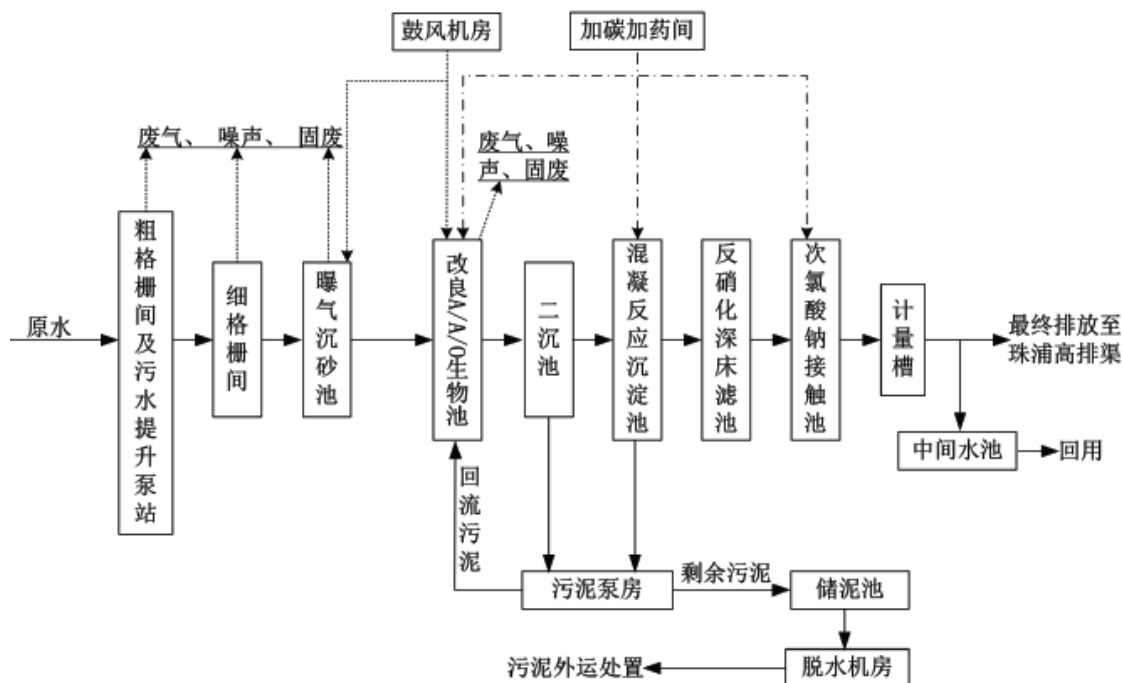 鼓风机房
加碳加药间
废气、 噪声、 固废
废气、噪
声、固废
原水
粗格栅间及污水提升泵站
细格栅间
曝气沉砂池
改良A/A/O生物池
二沉池
混凝反应沉淀池
反硝化深床滤池
次氯酸钠接触池
计量槽
最终排放至
珠浦高排渠
中间水池
回用
回流污泥
污泥泵房
剩余污泥
储泥池
脱水机房
污泥外运处置